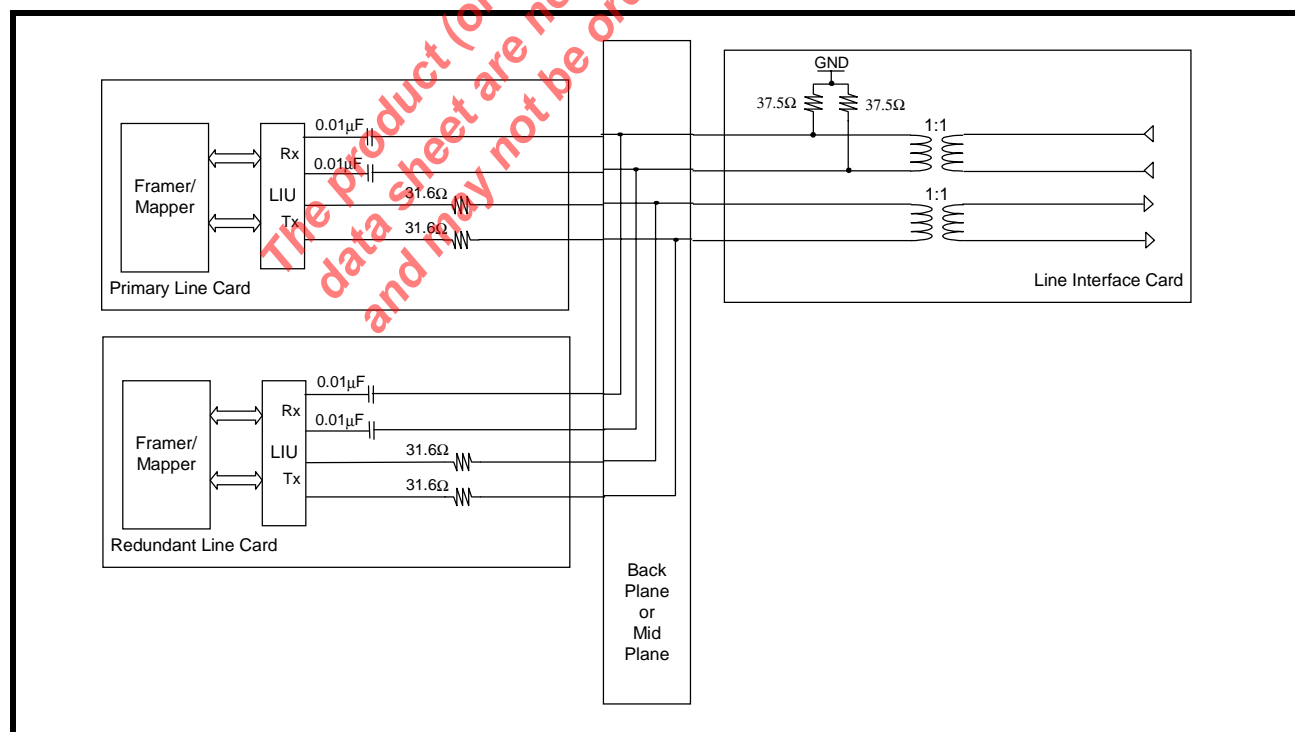 The product (or
data sheet are no
and may not be or
GND
37.5Ω
37.5Ω
0.01μF
1:1
Rx
0.01μF
Framer/
Mapper
LIU
31.6Ω
1:1
Tx
31.6Ω
Primary Line Card
Line Interface Card
0.01μF
Rx
0.01μF
Framer/
Mapper
LIU
31.6Ω
Tx
31.6Ω
Redundant Line Card
Back
Plane
or
Mid
Plane